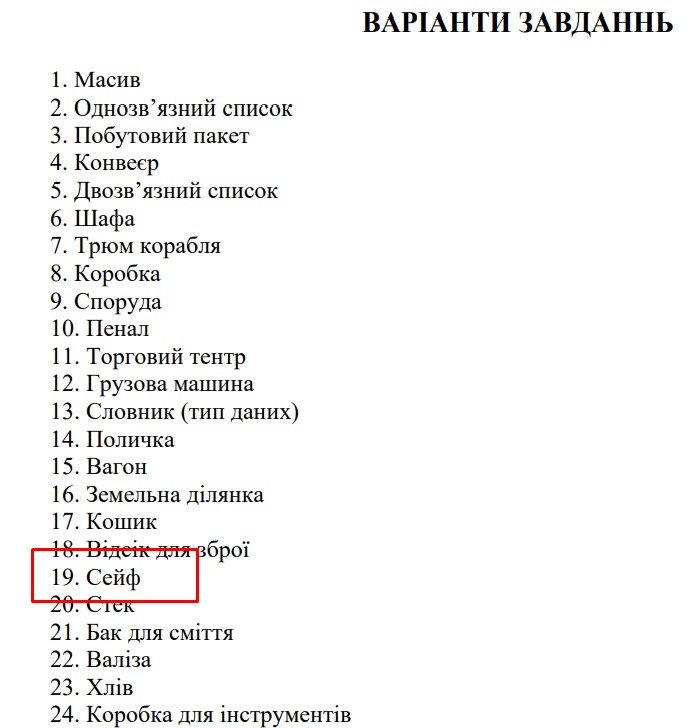 ВАРІАНТИ ЗАВДАННЬ
1. Масив
2. Однозв’язний список
3. Побутовий пакет
4. Конвеєр
5. Двозв’язний список
6. Шафа
7. Трюм корабля
8. Коробка
9. Споруда
10. Пенал
11. Торговий тентр
12. Грузова машина
13. Словник (тип даних)
14. Поличка
15. Вагон
16. Земельна ділянка
17. Кошик
18. Відсік для зброї
19. Сейф
20. Стек
21. Бак для сміття
22. Валіза
23. Хлів
24. Коробка для інструментів